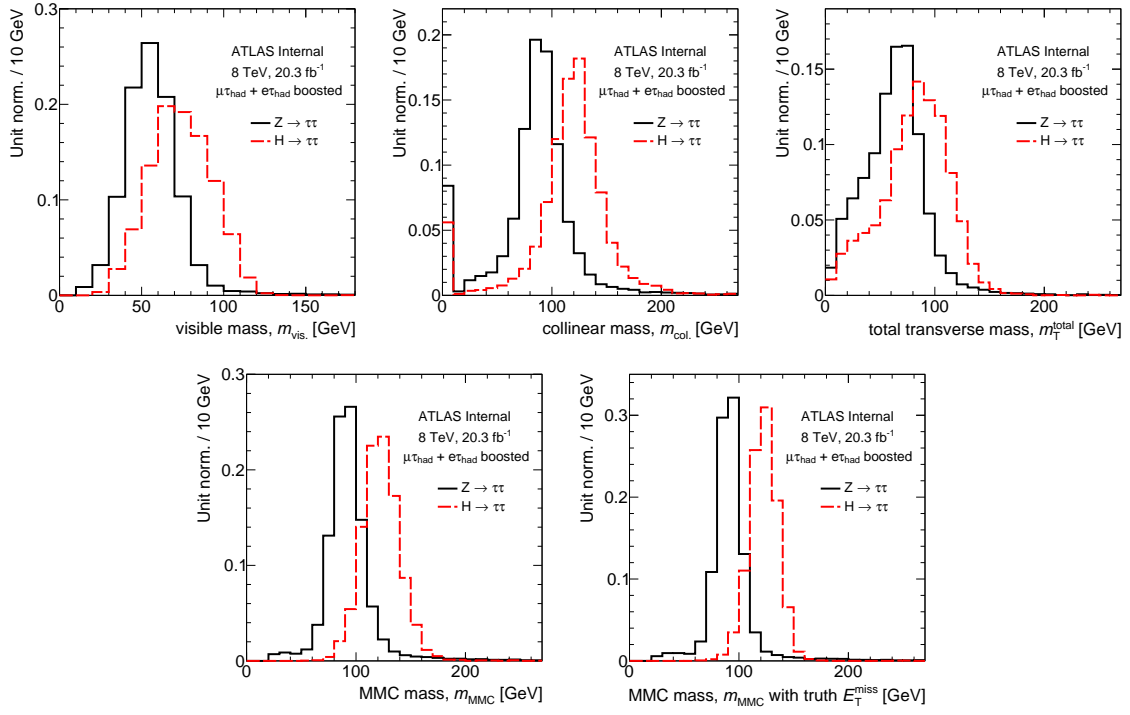 Unit norm. / 10 GeV
0.3
0.2
0.1
0
ATLAS Internal
8 TeV, 20.3 fb⁻¹
μτhad + eτhad boosted
Z → ττ
H → ττ
0 50 100 150
visible mass, mvis. [GeV]
Unit norm. / 10 GeV
0.2
0.15
0.1
0.05
0
ATLAS Internal
8 TeV, 20.3 fb⁻¹
μτhad + eτhad boosted
Z → ττ
H → ττ
0 100 200
collinear mass, mcol. [GeV]
Unit norm. / 10 GeV
0.15
0.1
0.05
0
ATLAS Internal
8 TeV, 20.3 fb⁻¹
μτhad + eτhad boosted
Z → ττ
H → ττ
0 100 200
total transverse mass, mTtotal [GeV]
Unit norm. / 10 GeV
0.3
0.2
0.1
0
ATLAS Internal
8 TeV, 20.3 fb⁻¹
μτhad + eτhad boosted
Z → ττ
H → ττ
0 100 200
MMC mass, mMMC [GeV]
Unit norm. / 10 GeV
0.3
0.2
0.1
0
ATLAS Internal
8 TeV, 20.3 fb⁻¹
μτhad + eτhad boosted
Z → ττ
H → ττ
0 100 200
MMC mass, mMMC with truth ETmiss [GeV]